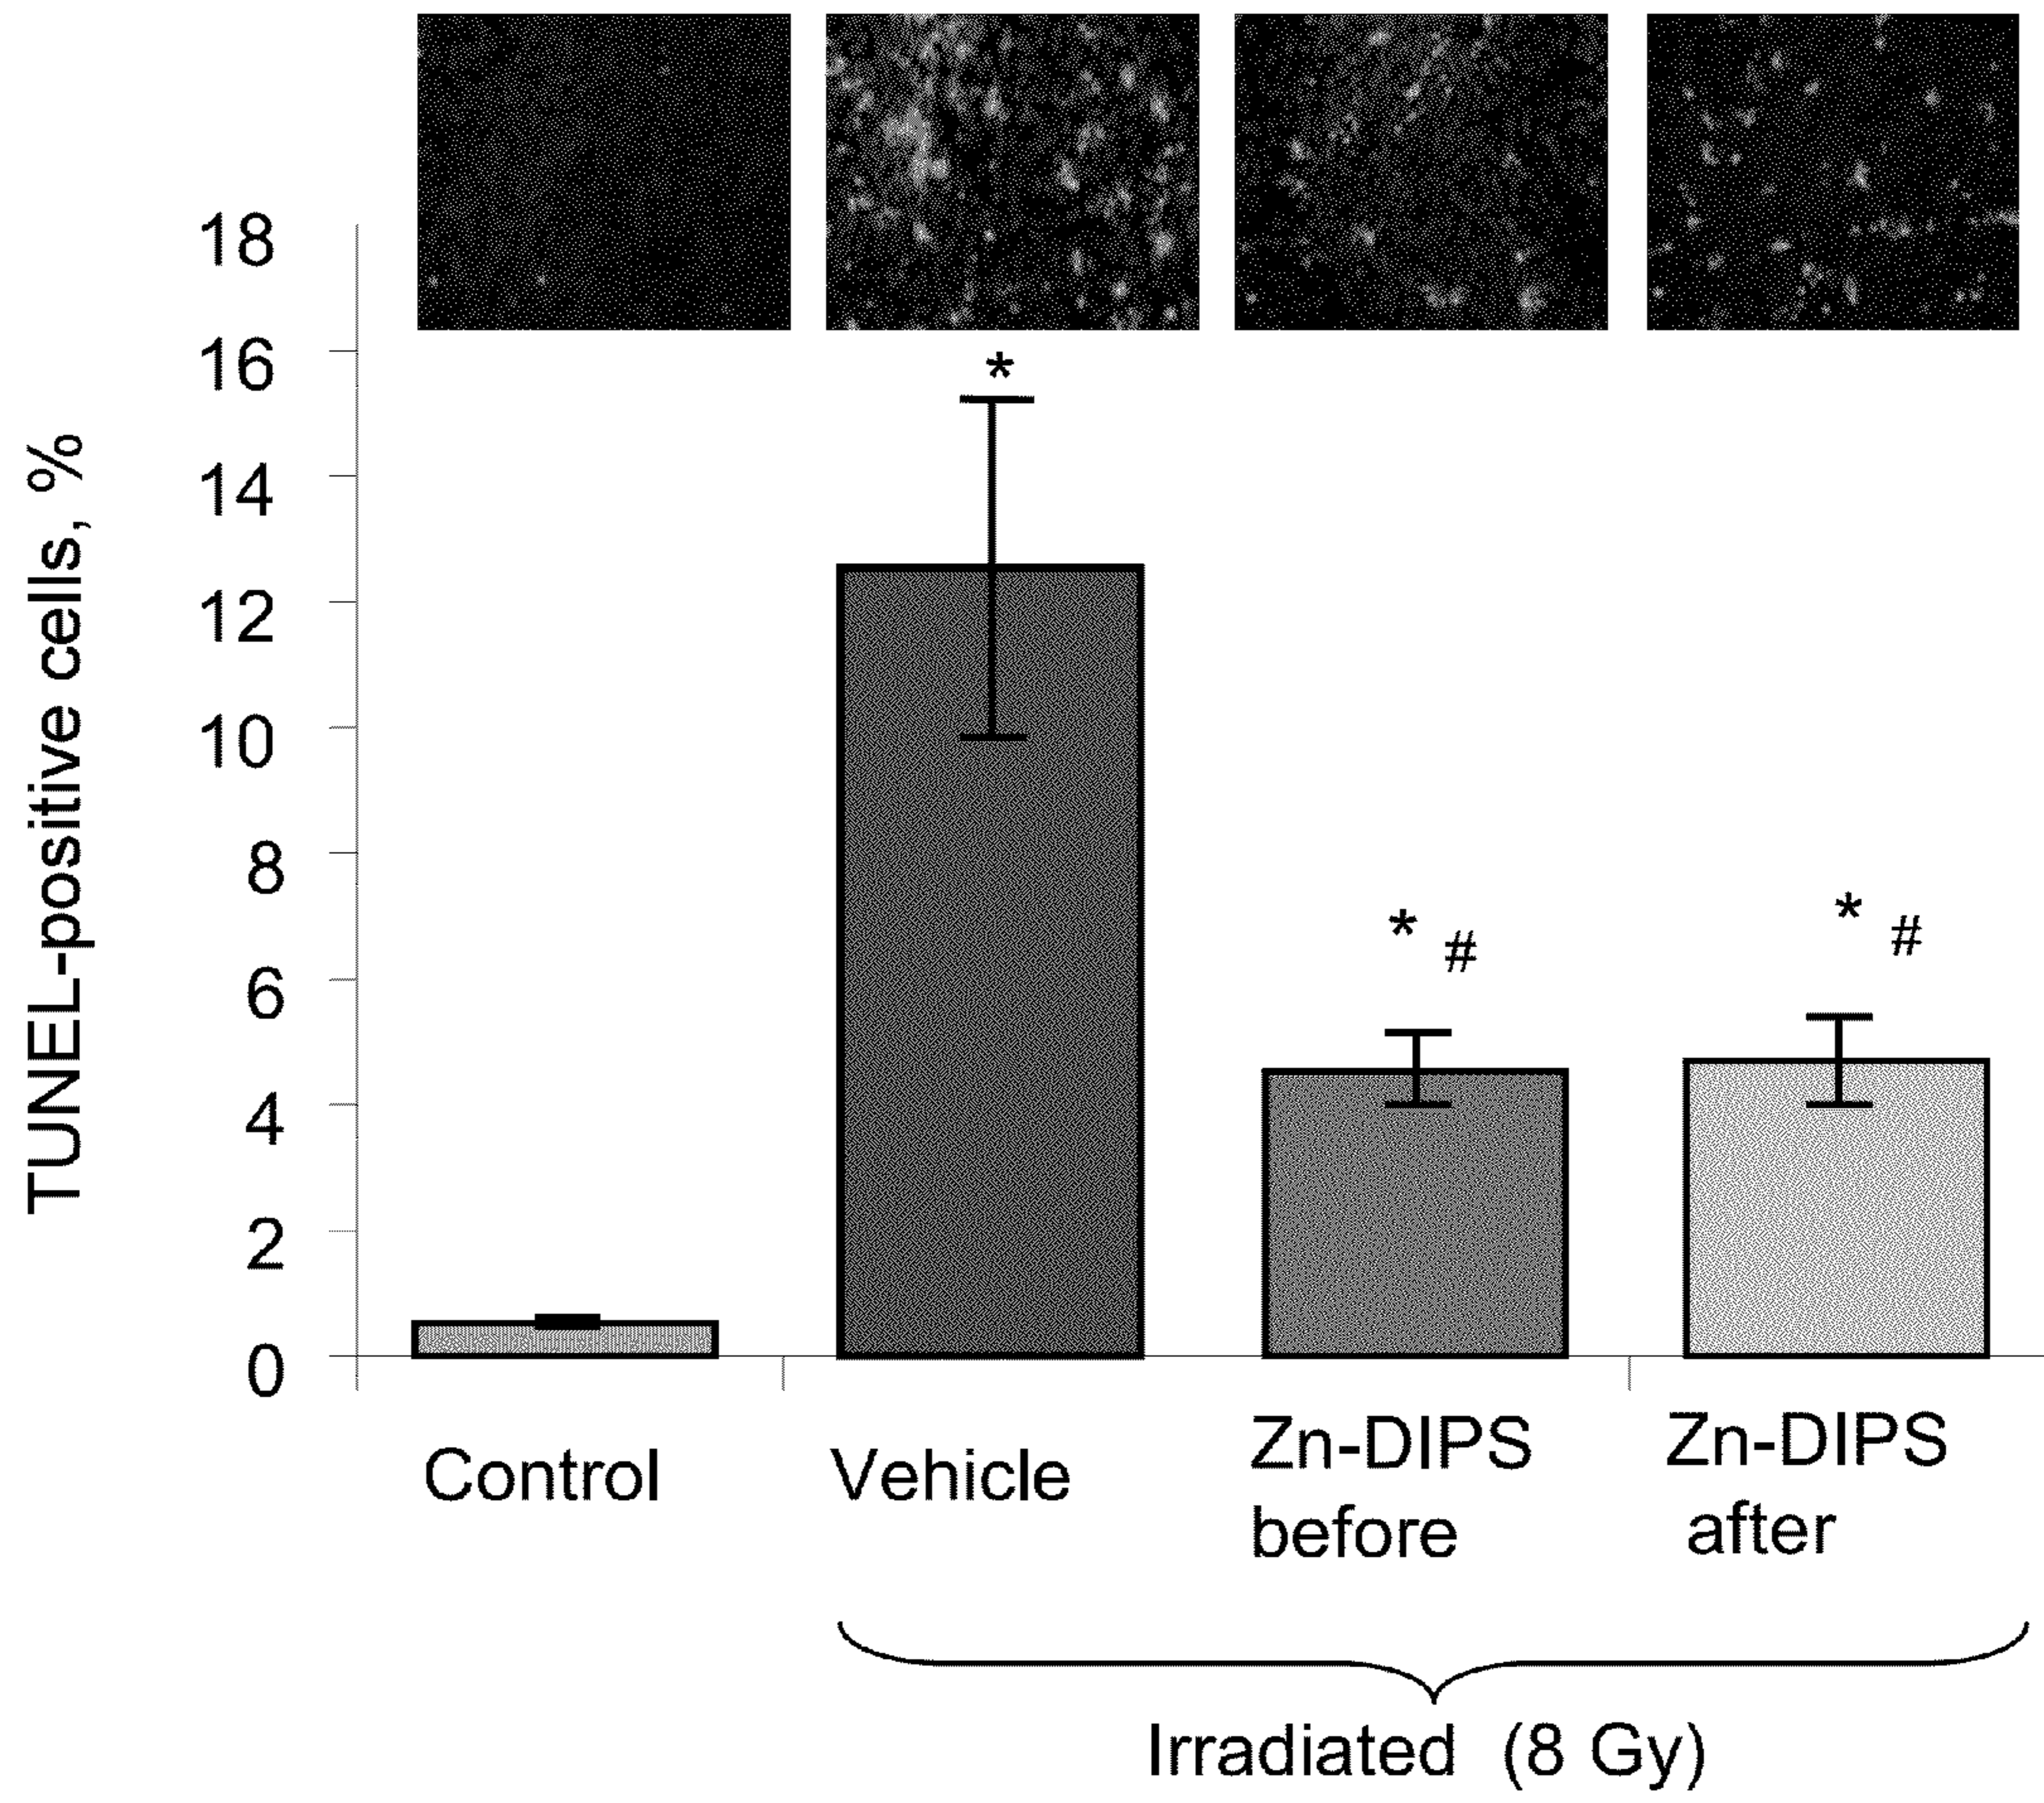 TUNEL-positive cells, %
18
16
14
12
10
8
6
4
2
0
*
* #
* #
Control
Vehicle
Zn-DIPS
before
Zn-DIPS
after
Irradiated (8 Gy)